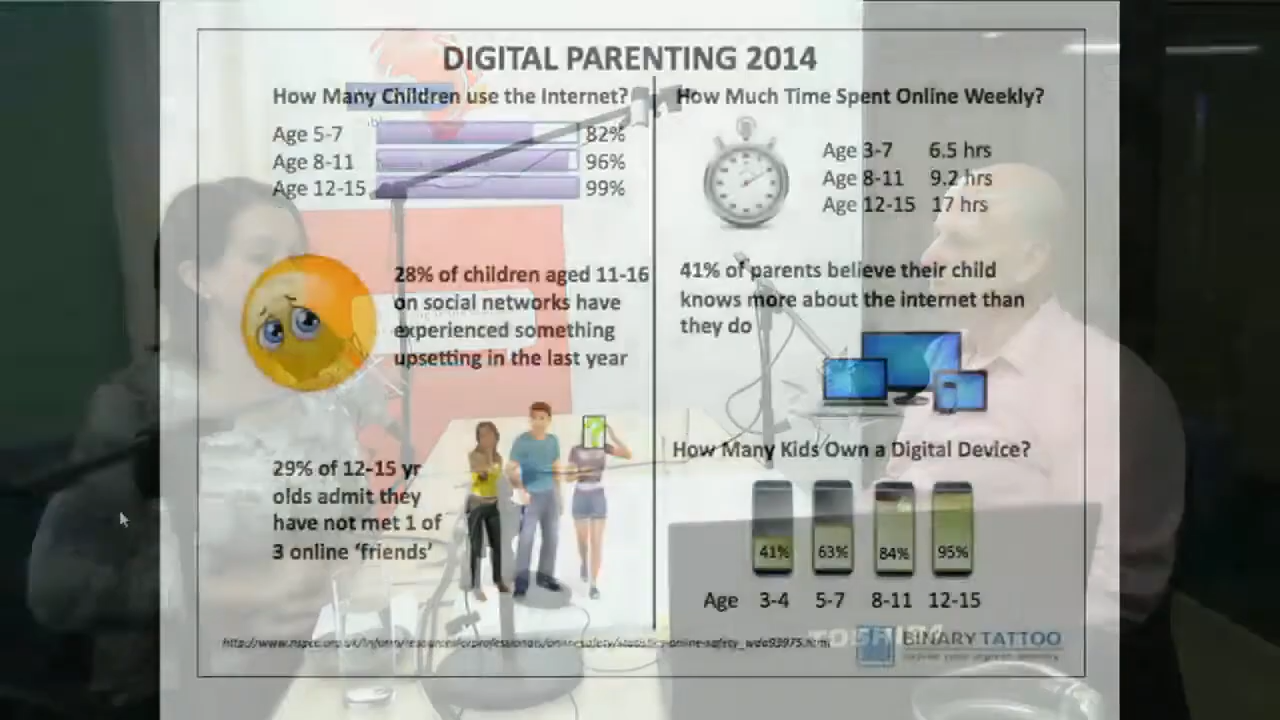 DIGITAL PARENTING 2014
How Many Children use the Internet?
Age 5-7 82%
Age 8-11 96%
Age 12-15 99%
28% of children aged 11-16
on social networks have
experienced something
upsetting in the last year
29% of 12-15 yr
olds admit they
have not met 1 of
3 online ‘friends’
How Much Time Spent Online Weekly?
Age 3-7 6.5 hrs
Age 8-11 9.2 hrs
Age 12-15 17 hrs
41% of parents believe their child
knows more about the internet than
they do
How Many Kids Own a Digital Device?
41% 63% 84% 95%
Age 3-4 5-7 8-11 12-15
TOSHIBA
BINARY TATTOO